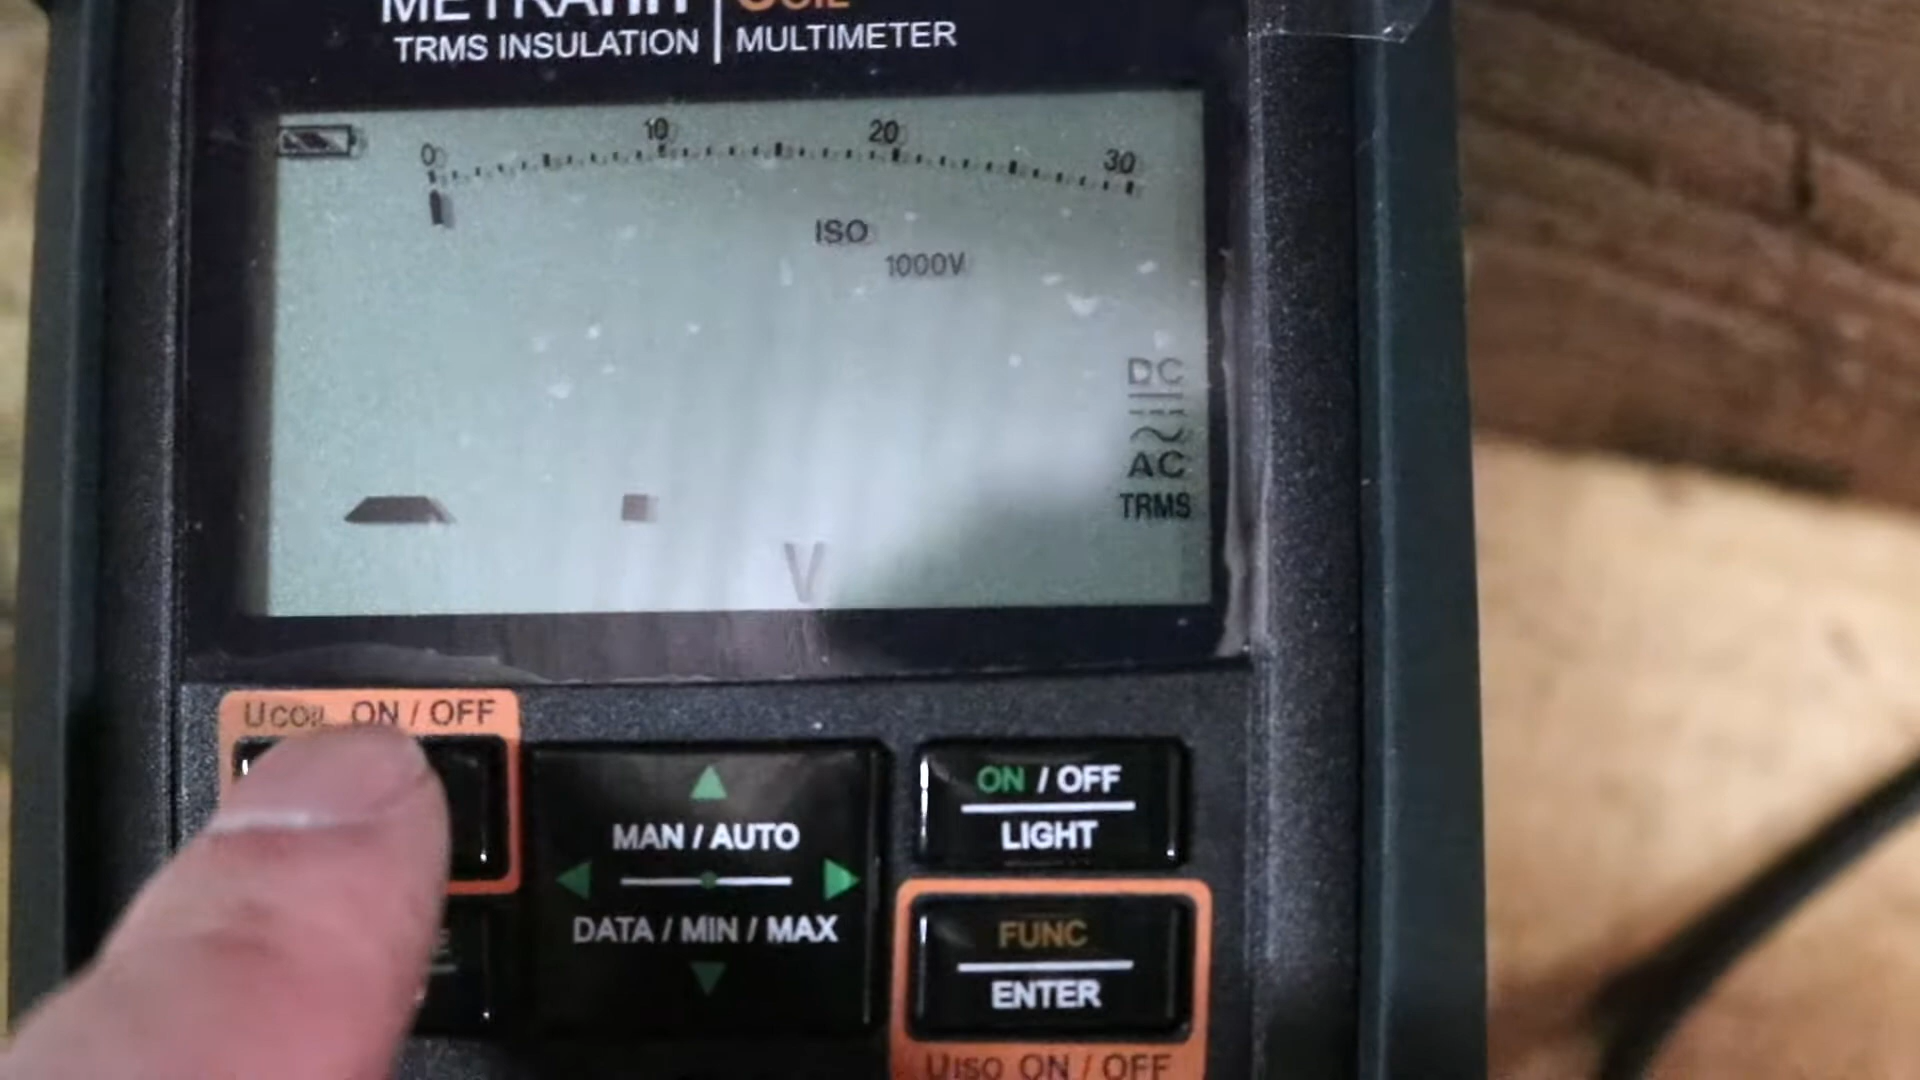 TRMS INSULATION | MULTIMETER
0 10 20 30
ISO
1000V
DC
AC
TRMS
V
UCOIL ON / OFF
MAN / AUTO
DATA / MIN / MAX
ON / OFF
LIGHT
FUNC
ENTER
UISO ON / OFF